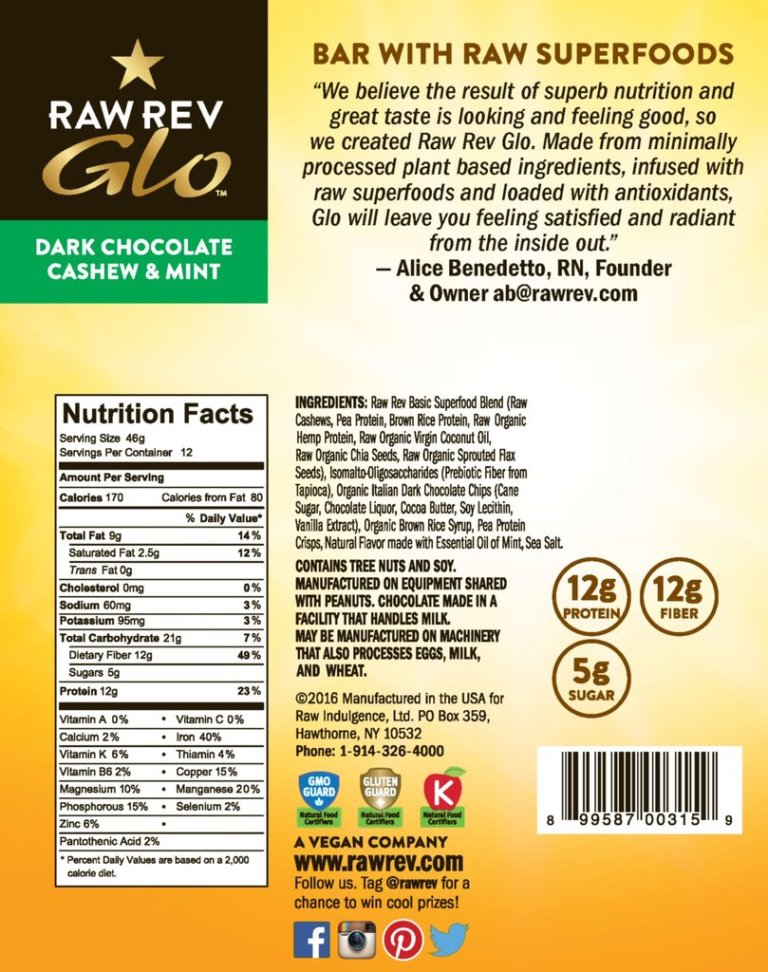 RAW REV
Glo™
DARK CHOCOLATE
CASHEW & MINT
BAR WITH RAW SUPERFOODS
“We believe the result of superb nutrition and
great taste is looking and feeling good, so
we created Raw Rev Glo. Made from minimally
processed plant based ingredients, infused with
raw superfoods and loaded with antioxidants,
Glo will leave you feeling satisfied and radiant
from the inside out.”
— Alice Benedetto, RN, Founder
& Owner ab@rawrev.com
Nutrition Facts
Serving Size 46g
Servings Per Container 12
Amount Per Serving
Calories 170 Calories from Fat 80
% Daily Value*
Total Fat 9g 14%
Saturated Fat 2.5g 12%
Trans Fat 0g
Cholesterol 0mg 0%
Sodium 60mg 3%
Potassium 95mg 3%
Total Carbohydrate 21g 7%
Dietary Fiber 12g 49%
Sugars 5g
Protein 12g 23%
Vitamin A 0% • Vitamin C 0%
Calcium 2% • Iron 40%
Vitamin K 6% • Thiamin 4%
Vitamin B6 2% • Copper 15%
Magnesium 10% • Manganese 20%
Phosphorous 15% • Selenium 2%
Zinc 6% •
Pantothenic Acid 2%
* Percent Daily Values are based on a 2,000
calorie diet.
INGREDIENTS: Raw Rev Basic Superfood Blend (Raw
Cashews, Pea Protein, Brown Rice Protein, Raw Organic
Hemp Protein, Raw Organic Virgin Coconut Oil,
Raw Organic Chia Seeds, Raw Organic Sprouted Flax
Seeds), Isomalto-Oligosaccharides (Prebiotic Fiber from
Tapioca), Organic Italian Dark Chocolate Chips (Cane
Sugar, Chocolate Liquor, Cocoa Butter, Soy Lecithin,
Vanilla Extract), Organic Brown Rice Syrup, Pea Protein
Crisps, Natural Flavor made with Essential Oil of Mint, Sea Salt.
CONTAINS TREE NUTS AND SOY.
MANUFACTURED ON EQUIPMENT SHARED
WITH PEANUTS. CHOCOLATE MADE IN A
FACILITY THAT HANDLES MILK.
MAY BE MANUFACTURED ON MACHINERY
THAT ALSO PROCESSES EGGS, MILK,
AND WHEAT.
©2016 Manufactured in the USA for
Raw Indulgence, Ltd. PO Box 359,
Hawthorne, NY 10532
Phone: 1-914-326-4000
GMO
GUARD
Natural Food
Certifiers
GLUTEN
GUARD
Natural Food
Certifiers
K
Natural Food
Certifiers
A VEGAN COMPANY
www.rawrev.com
Follow us. Tag @rawrev for a
chance to win cool prizes!
12g
PROTEIN
12g
FIBER
5g
SUGAR
8 99587 00315 9